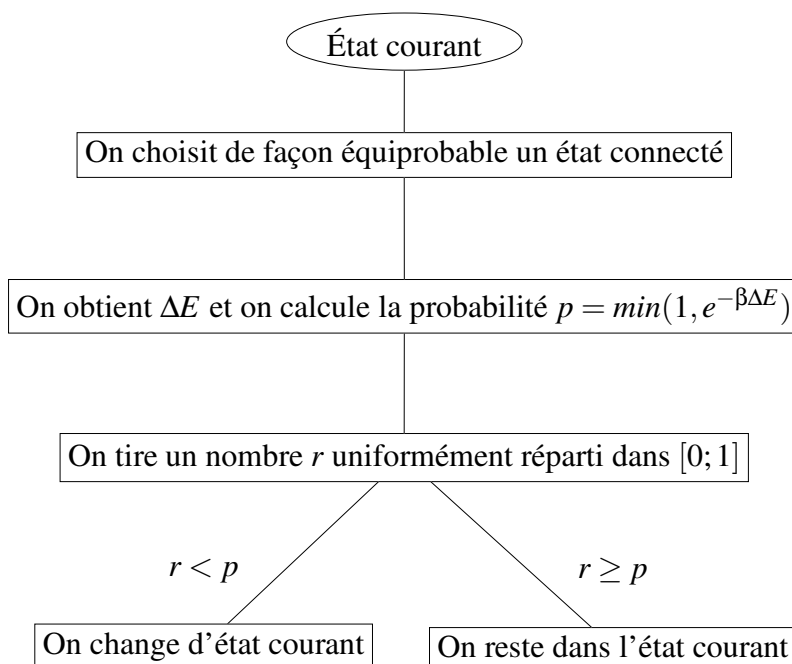 État courant
On choisit de façon équiprobable un état connecté
On obtient ΔE et on calcule la probabilité p = min(1, e^{−βΔE})
On tire un nombre r uniformément réparti dans [0; 1]
r < p
r ≥ p
On change d'état courant
On reste dans l'état courant